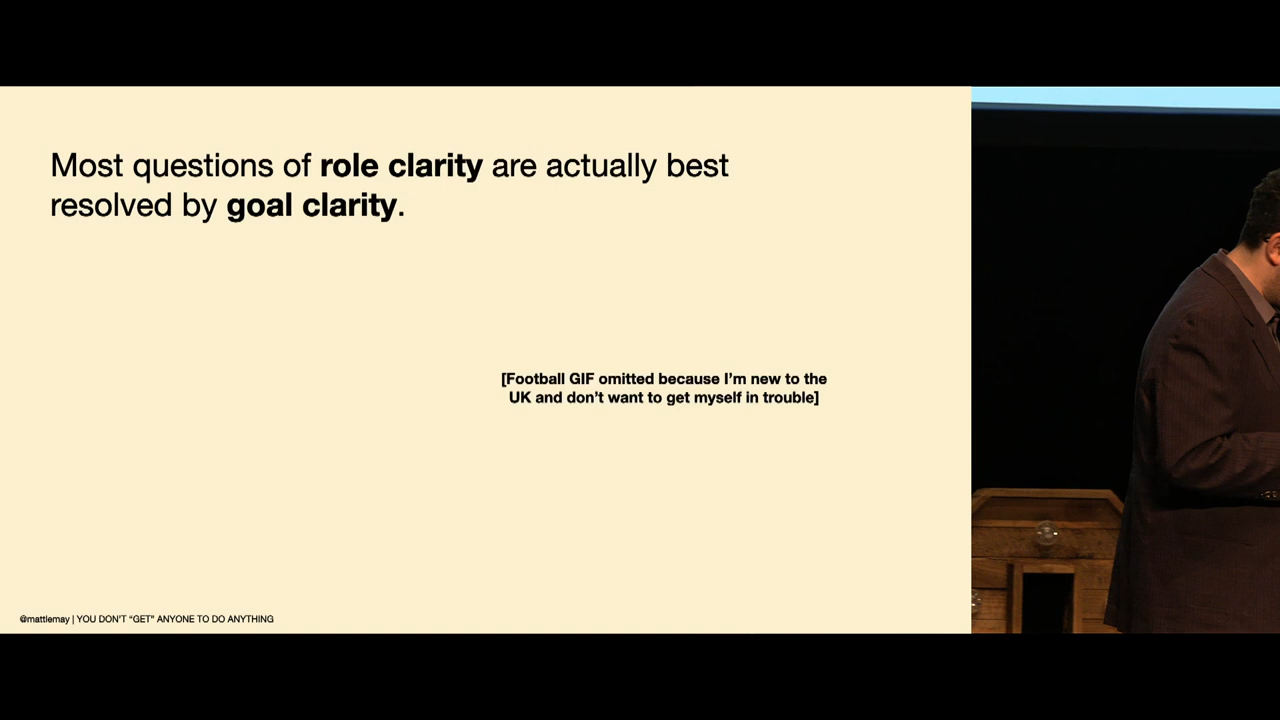 Most questions of role clarity are actually best
resolved by goal clarity.
[Football GIF omitted because I’m new to the
UK and don’t want to get myself in trouble]
@mattlemay | YOU DON’T “GET” ANYONE TO DO ANYTHING